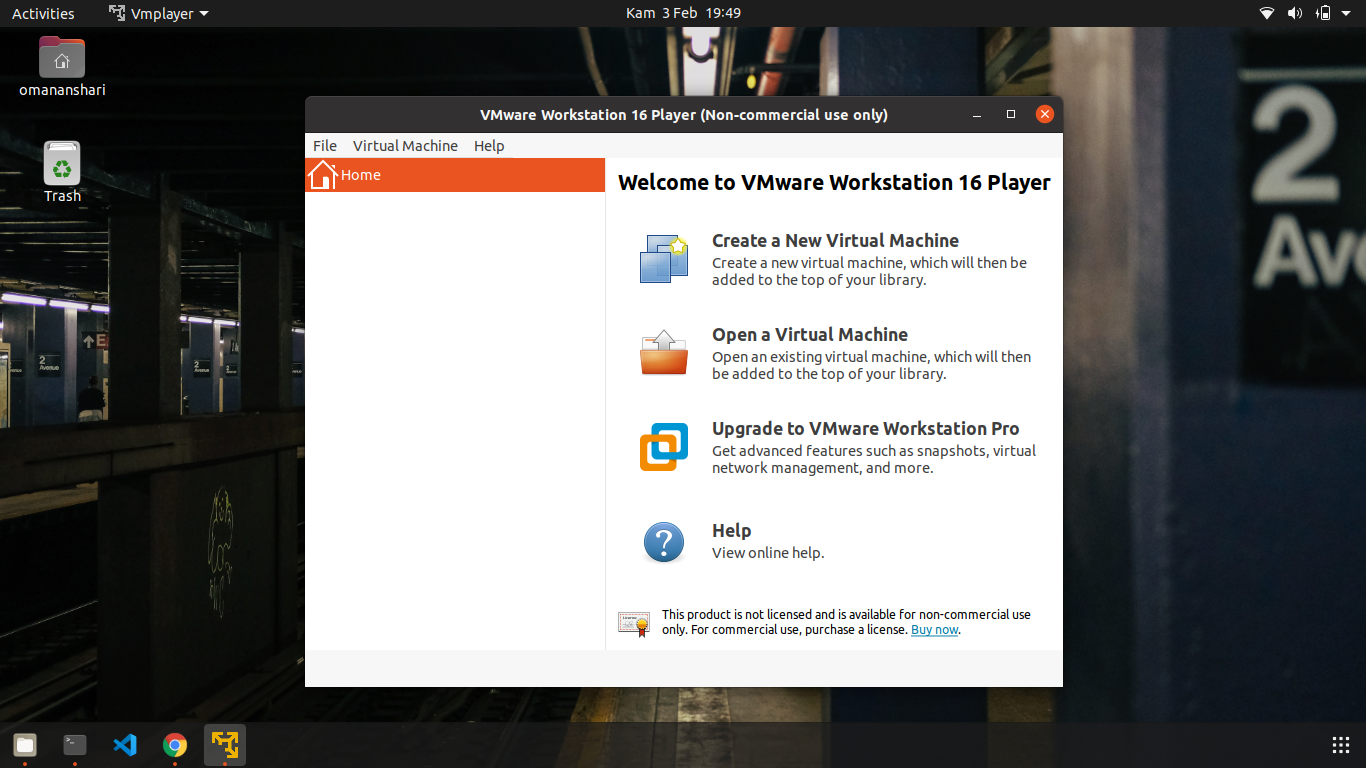 Activities
Vmplayer
Kam 3 Feb 19:49
omananshari
Trash
VMware Workstation 16 Player (Non-commercial use only)
File Virtual Machine Help
Home
Welcome to VMware Workstation 16 Player
Create a New Virtual Machine
Create a new virtual machine, which will then be
added to the top of your library.
Open a Virtual Machine
Open an existing virtual machine, which will then
be added to the top of your library.
Upgrade to VMware Workstation Pro
Get advanced features such as snapshots, virtual
network management, and more.
Help
View online help.
This product is not licensed and is available for non-commercial use
only. For commercial use, purchase a license. Buy now.
2
Avenue
2
Avenue
2
Ave